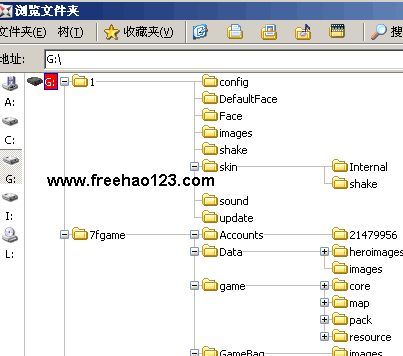 浏览文件夹
文件夹(E) 树(T) 收藏夹(V) 搜
地址: G:\
G: 1 config
A: DefaultFace
Face
C: images
shake
G: skin Internal
www.freehao123.com shake
I: sound
update
L: 7fgame Accounts 21479956
Data heroimages
images
game core
map
pack
resource
GameBag images